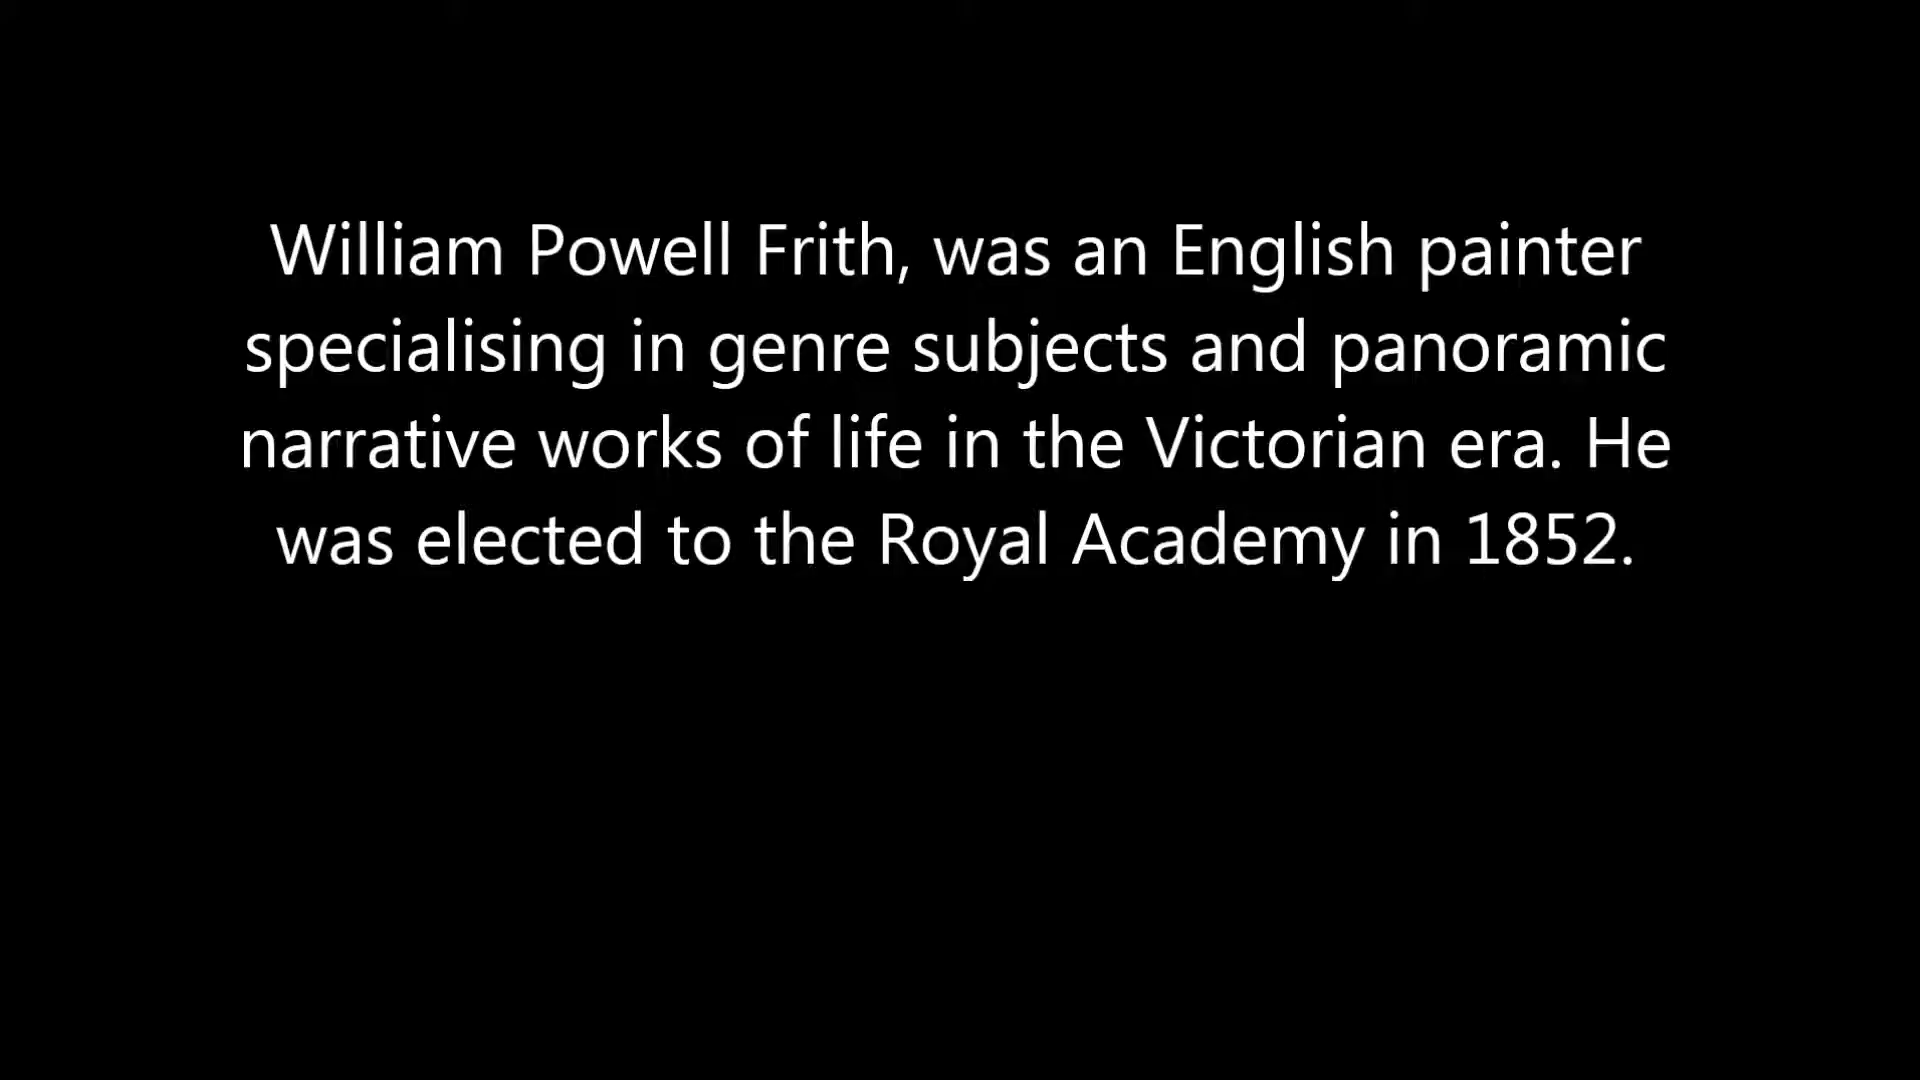 William Powell Frith, was an English painter
specialising in genre subjects and panoramic
narrative works of life in the Victorian era. He
was elected to the Royal Academy in 1852.